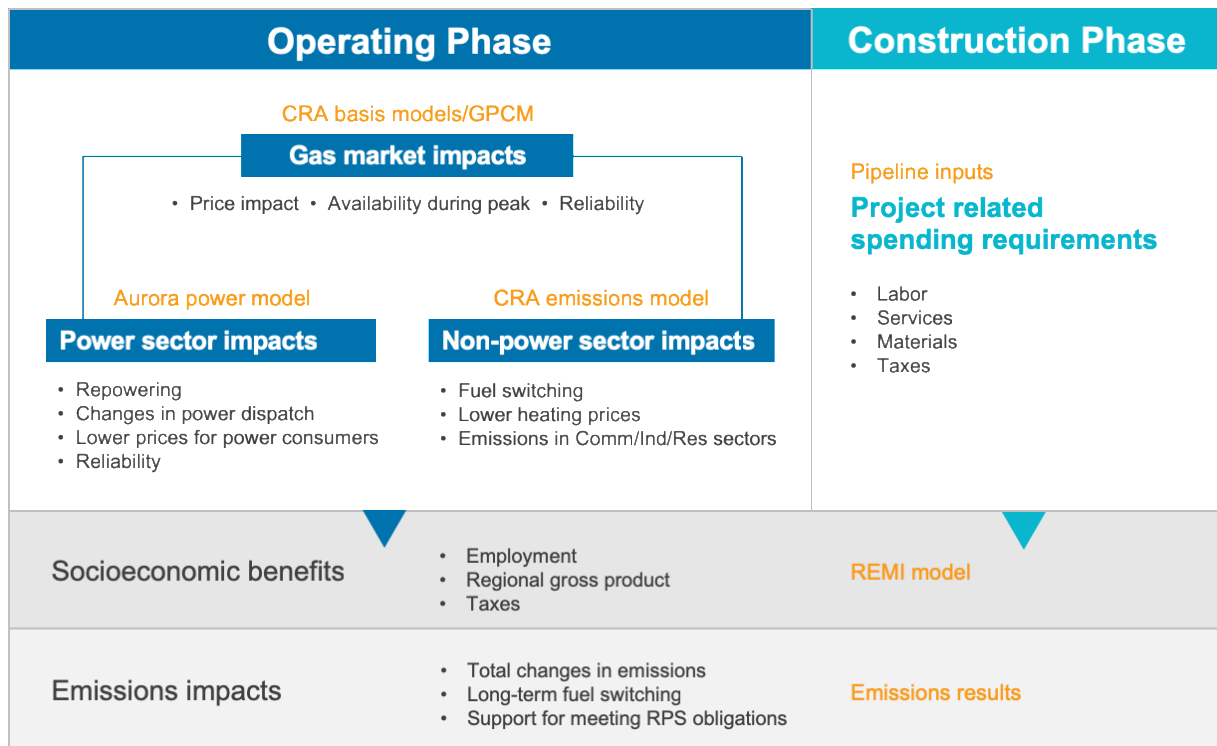 Operating Phase
Construction Phase
CRA basis models/GPCM
Gas market impacts
• Price impact • Availability during peak • Reliability
Pipeline inputs
Project related
spending requirements
• Labor
• Services
• Materials
• Taxes
Aurora power model
Power sector impacts
• Repowering
• Changes in power dispatch
• Lower prices for power consumers
• Reliability
CRA emissions model
Non-power sector impacts
• Fuel switching
• Lower heating prices
• Emissions in Comm/Ind/Res sectors
Socioeconomic benefits
• Employment
• Regional gross product
• Taxes
REMI model
Emissions impacts
• Total changes in emissions
• Long-term fuel switching
• Support for meeting RPS obligations
Emissions results